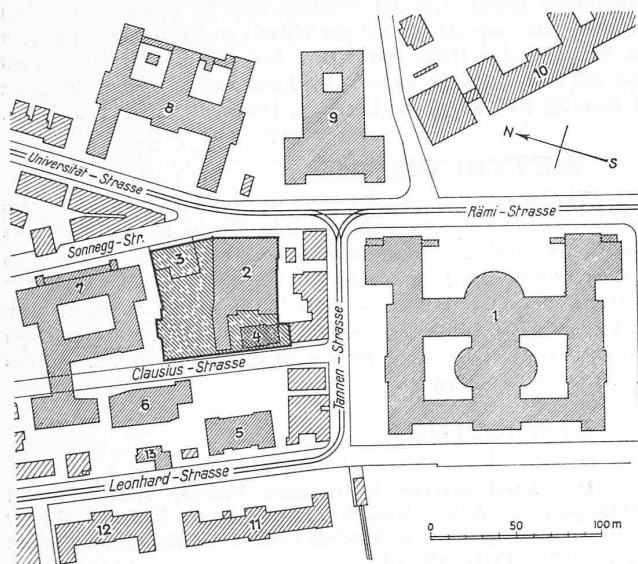 8
9
10
N
S
Universität-Strasse
Rämi-Strasse
Sonnegg-Str.
3
2
7
1
4
Tannen-Strasse
Clausius-Strasse
6
5
13
Leonhard-Strasse
12
11
0 50 100 m